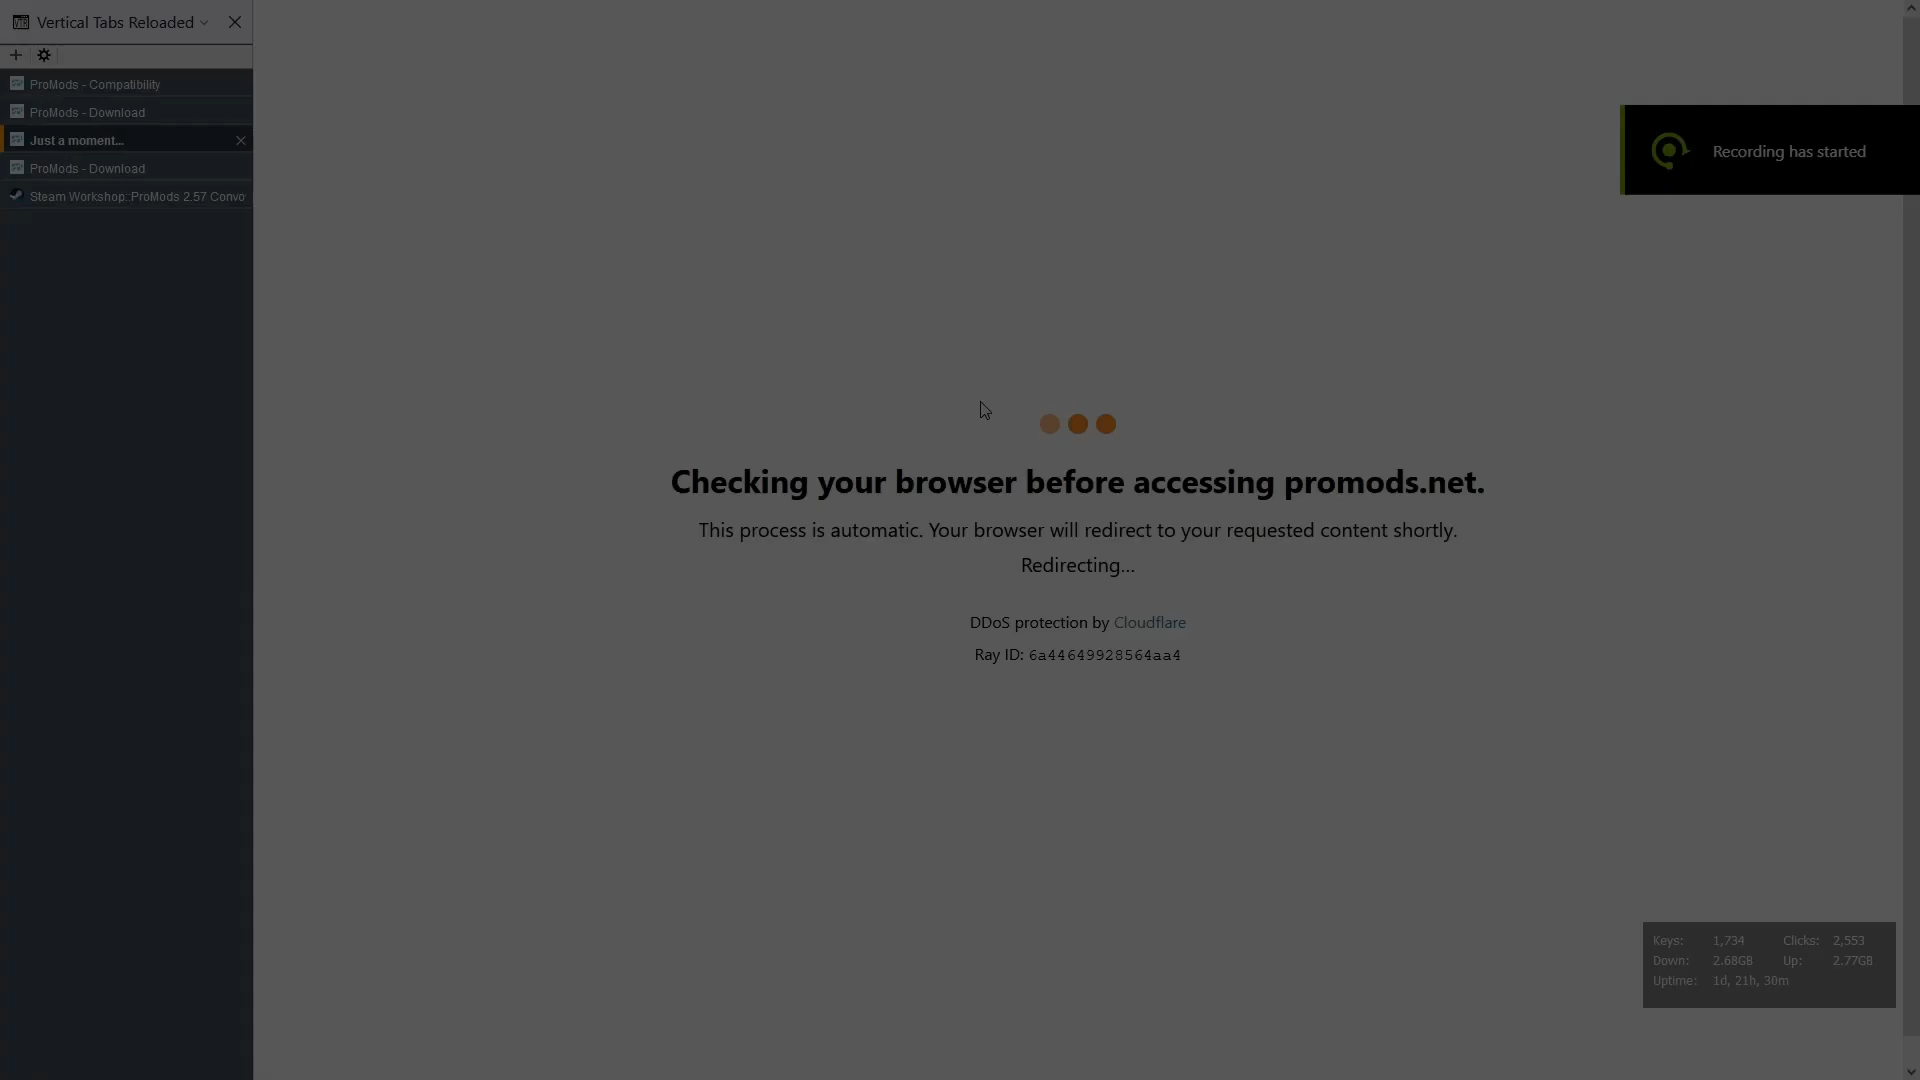 Vertical Tabs Reloaded
ProMods - Compatibility
ProMods - Download
Just a moment...
ProMods - Download
Steam Workshop::ProMods 2.57 Convo
Recording has started
Checking your browser before accessing promods.net.
This process is automatic. Your browser will redirect to your requested content shortly.
Redirecting...
DDoS protection by Cloudflare
Ray ID: 6a44649928564aa4
Keys: 1,734 Clicks: 2,553
Down: 2.68GB Up: 2.77GB
Uptime: 1d, 21h, 30m